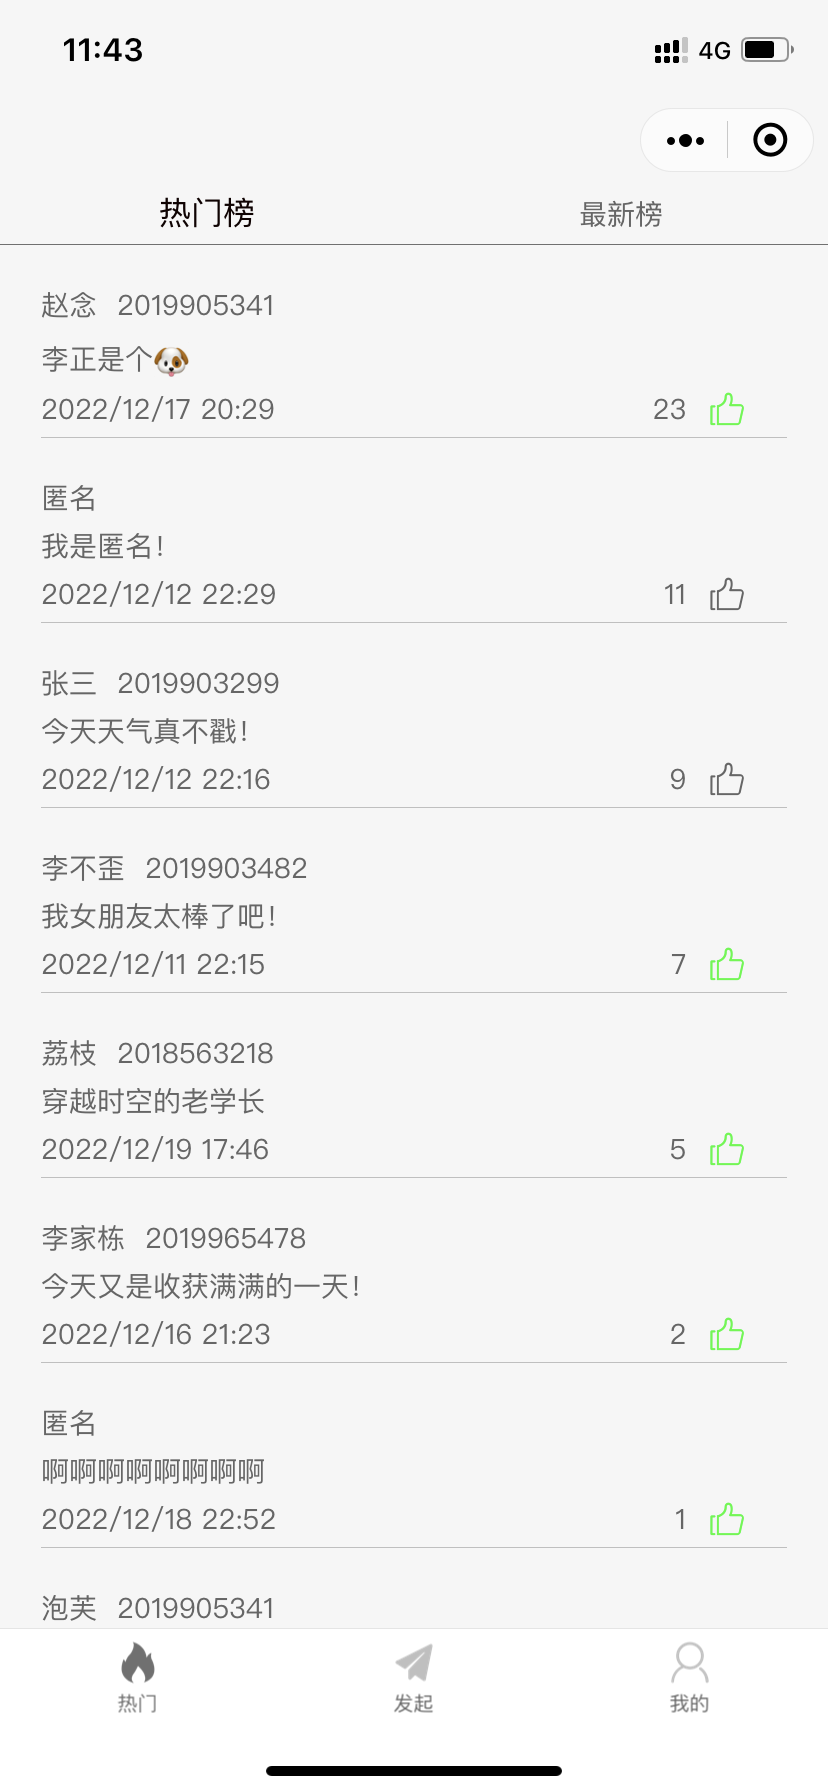 11:43 4G
热门榜 最新榜
赵念 2019905341
李正是个🐶
2022/12/17 20:29 23
匿名
我是匿名！
2022/12/12 22:29 11
张三 2019903299
今天天气真不戳！
2022/12/12 22:16 9
李不歪 2019903482
我女朋友太棒了吧！
2022/12/11 22:15 7
荔枝 2018563218
穿越时空的老学长
2022/12/19 17:46 5
李家栋 2019965478
今天又是收获满满的一天！
2022/12/16 21:23 2
匿名
啊啊啊啊啊啊啊啊
2022/12/18 22:52 1
泡芙 2019905341
热门 发起 我的